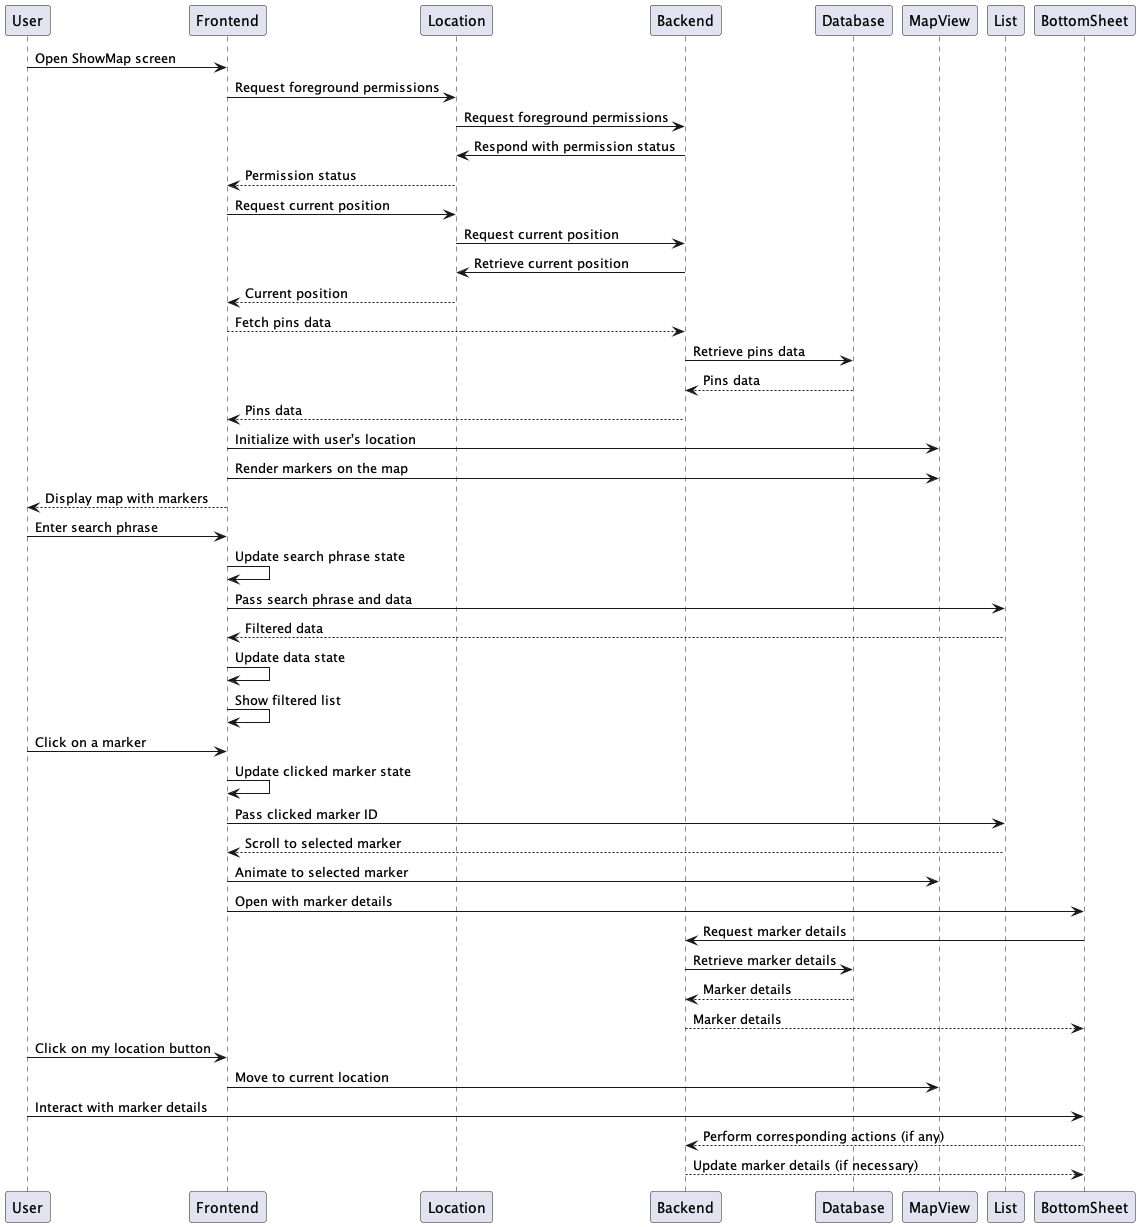 User Frontend Location Backend Database MapView List BottomSheet
Open ShowMap screen
Request foreground permissions
Request foreground permissions
Respond with permission status
Permission status
Request current position
Request current position
Retrieve current position
Current position
Fetch pins data
Retrieve pins data
Pins data
Pins data
Initialize with user's location
Render markers on the map
Display map with markers
Enter search phrase
Update search phrase state
Pass search phrase and data
Filtered data
Update data state
Show filtered list
Click on a marker
Update clicked marker state
Pass clicked marker ID
Scroll to selected marker
Animate to selected marker
Open with marker details
Request marker details
Retrieve marker details
Marker details
Marker details
Click on my location button
Move to current location
Interact with marker details
Perform corresponding actions (if any)
Update marker details (if necessary)
User Frontend Location Backend Database MapView List BottomSheet